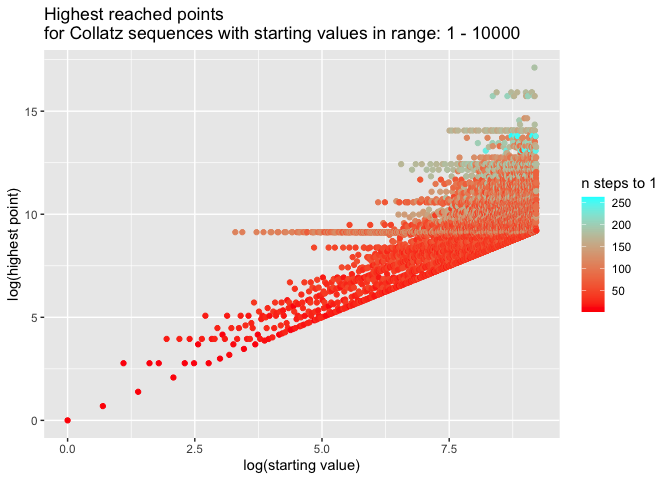 Highest reached points
for Collatz sequences with starting values in range: 1 - 10000
15
10
5
0
log(highest point)
0.0
2.5
5.0
7.5
log(starting value)
n steps to 1
250
200
150
100
50